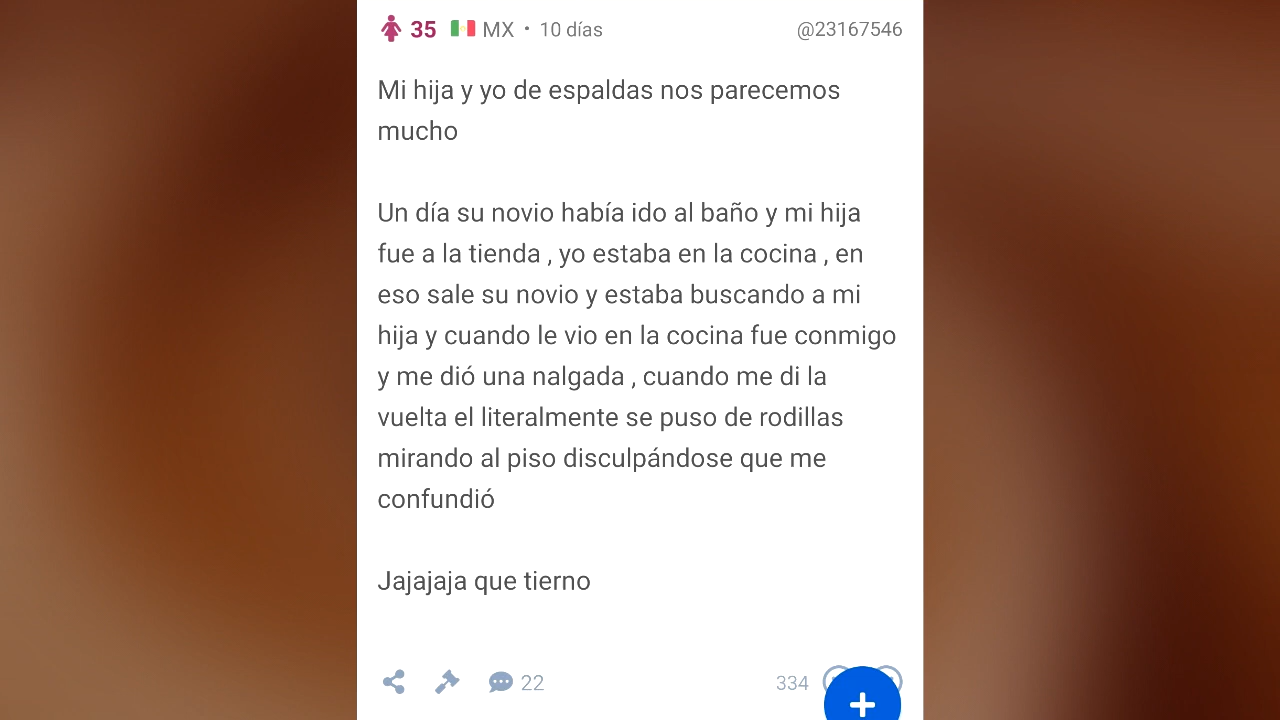 35 MX • 10 días @23167546
Mi hija y yo de espaldas nos parecemos
mucho
Un día su novio había ido al baño y mi hija
fue a la tienda , yo estaba en la cocina , en
eso sale su novio y estaba buscando a mi
hija y cuando le vio en la cocina fue conmigo
y me dió una nalgada , cuando me di la
vuelta el literalmente se puso de rodillas
mirando al piso disculpándose que me
confundió
Jajajaja que tierno
22 334